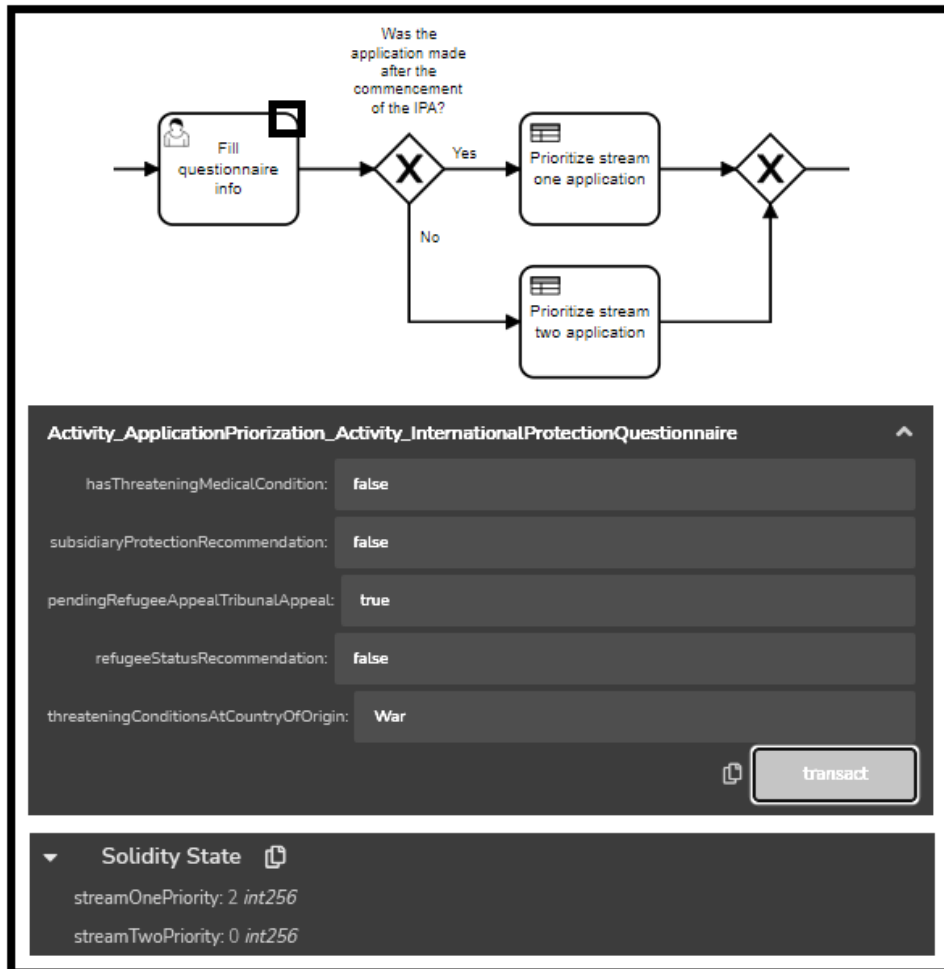 Was the
application made
after the
commencement
of the IPA?
Fill
questionnaire
info
Yes
Prioritize stream
one application
No
Prioritize stream
two application
Activity_ApplicationPriorization_Activity_InternationalProtectionQuestionnaire
hasThreateningMedicalCondition: false
subsidiaryProtectionRecommendation: false
pendingRefugeeAppealTribunalAppeal: true
refugeeStatusRecommendation: false
threateningConditionsAtCountryOfOrigin: War
transact
Solidity State
streamOnePriority: 2 int256
streamTwoPriority: 0 int256